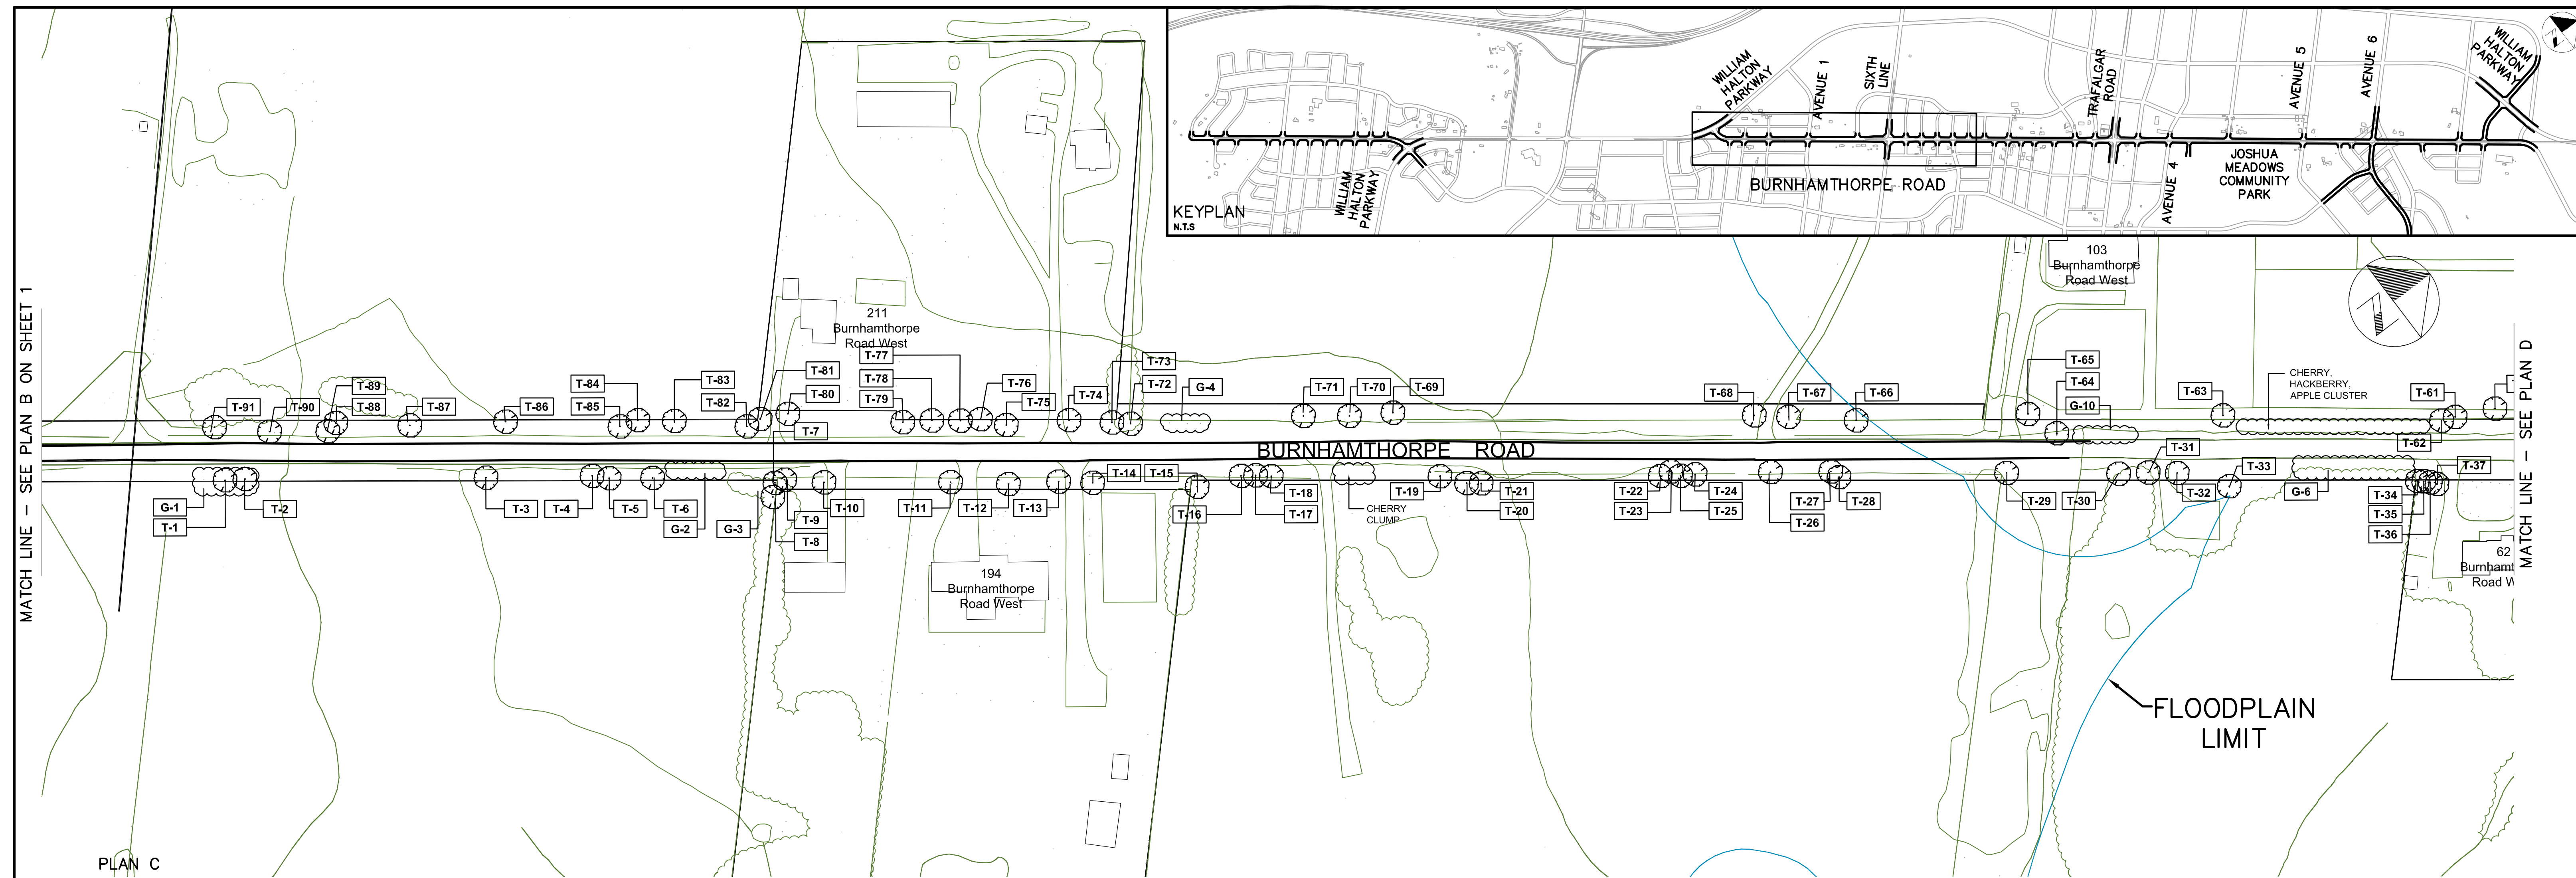 MATCH LINE - SEE PLAN B ON SHEET 1
WILLIAM
HALTON
PARKWAY
AVENUE 1
SIXTH
LINE
TRAFALGAR
ROAD
AVENUE 5
AVENUE 6
WILLIAM
HALTON
PARKWAY
WILLIAM
HALTON
PARKWAY
BURNHAMTHORPE ROAD
AVENUE 4
JOSHUA
MEADOWS
COMMUNITY
PARK
KEYPLAN
N.T.S
103
Burnhamthorpe
Road West
211
Burnhamthorpe
Road West
T-91
T-90
T-89
T-88
T-87
T-86
T-84
T-85
T-83
T-82
T-81
T-80
T-7
T-77
T-78
T-79
T-76
T-75
T-74
T-73
T-72
G-4
T-71
T-70
T-69
T-68
T-67
T-66
T-65
T-64
G-10
T-63
CHERRY,
HACKBERRY,
APPLE CLUSTER
T-61
T-62
BURNHAMTHORPE ROAD
G-1
T-1
T-2
T-3
T-4
T-5
T-6
G-2
G-3
T-9
T-8
T-10
T-11
T-12
T-13
T-14
T-15
T-16
T-18
T-17
CHERRY
CLUMP
T-19
T-21
T-20
T-22
T-23
T-24
T-25
T-26
T-27
T-28
T-29
T-30
T-31
T-32
T-33
G-6
T-34
T-35
T-36
T-37
194
Burnhamthorpe
Road West
62
Burnhamt
Road W
FLOODPLAIN
LIMIT
MATCH LINE - SEE PLAN D
PLAN C